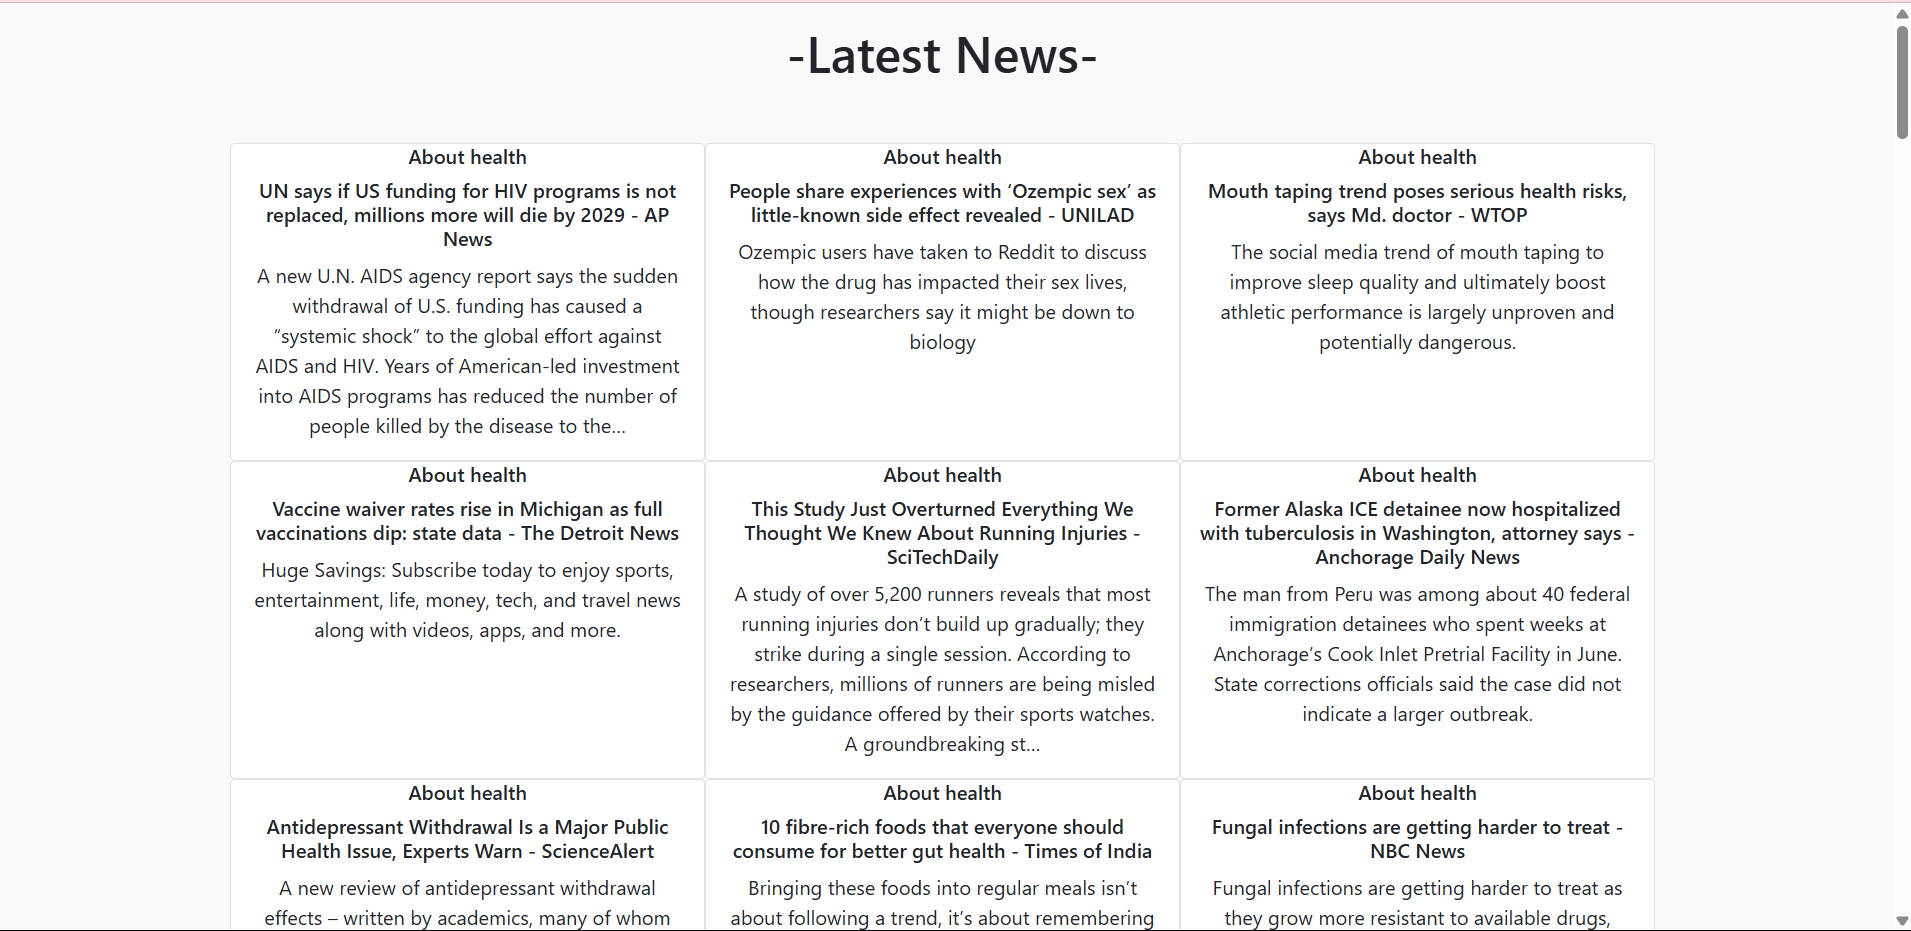 -Latest News-
About health
UN says if US funding for HIV programs is not
replaced, millions more will die by 2029 - AP
News
A new U.N. AIDS agency report says the sudden
withdrawal of U.S. funding has caused a
“systemic shock” to the global effort against
AIDS and HIV. Years of American-led investment
into AIDS programs has reduced the number of
people killed by the disease to the…
About health
People share experiences with ‘Ozempic sex’ as
little-known side effect revealed - UNILAD
Ozempic users have taken to Reddit to discuss
how the drug has impacted their sex lives,
though researchers say it might be down to
biology
About health
Mouth taping trend poses serious health risks,
says Md. doctor - WTOP
The social media trend of mouth taping to
improve sleep quality and ultimately boost
athletic performance is largely unproven and
potentially dangerous.
About health
Vaccine waiver rates rise in Michigan as full
vaccinations dip: state data - The Detroit News
Huge Savings: Subscribe today to enjoy sports,
entertainment, life, money, tech, and travel news
along with videos, apps, and more.
About health
This Study Just Overturned Everything We
Thought We Knew About Running Injuries -
SciTechDaily
A study of over 5,200 runners reveals that most
running injuries don’t build up gradually; they
strike during a single session. According to
researchers, millions of runners are being misled
by the guidance offered by their sports watches.
A groundbreaking st…
About health
Former Alaska ICE detainee now hospitalized
with tuberculosis in Washington, attorney says -
Anchorage Daily News
The man from Peru was among about 40 federal
immigration detainees who spent weeks at
Anchorage’s Cook Inlet Pretrial Facility in June.
State corrections officials said the case did not
indicate a larger outbreak.
About health
Antidepressant Withdrawal Is a Major Public
Health Issue, Experts Warn - ScienceAlert
A new review of antidepressant withdrawal
effects – written by academics, many of whom
About health
10 fibre-rich foods that everyone should
consume for better gut health - Times of India
Bringing these foods into regular meals isn’t
about following a trend, it’s about remembering
About health
Fungal infections are getting harder to treat -
NBC News
Fungal infections are getting harder to treat as
they grow more resistant to available drugs,